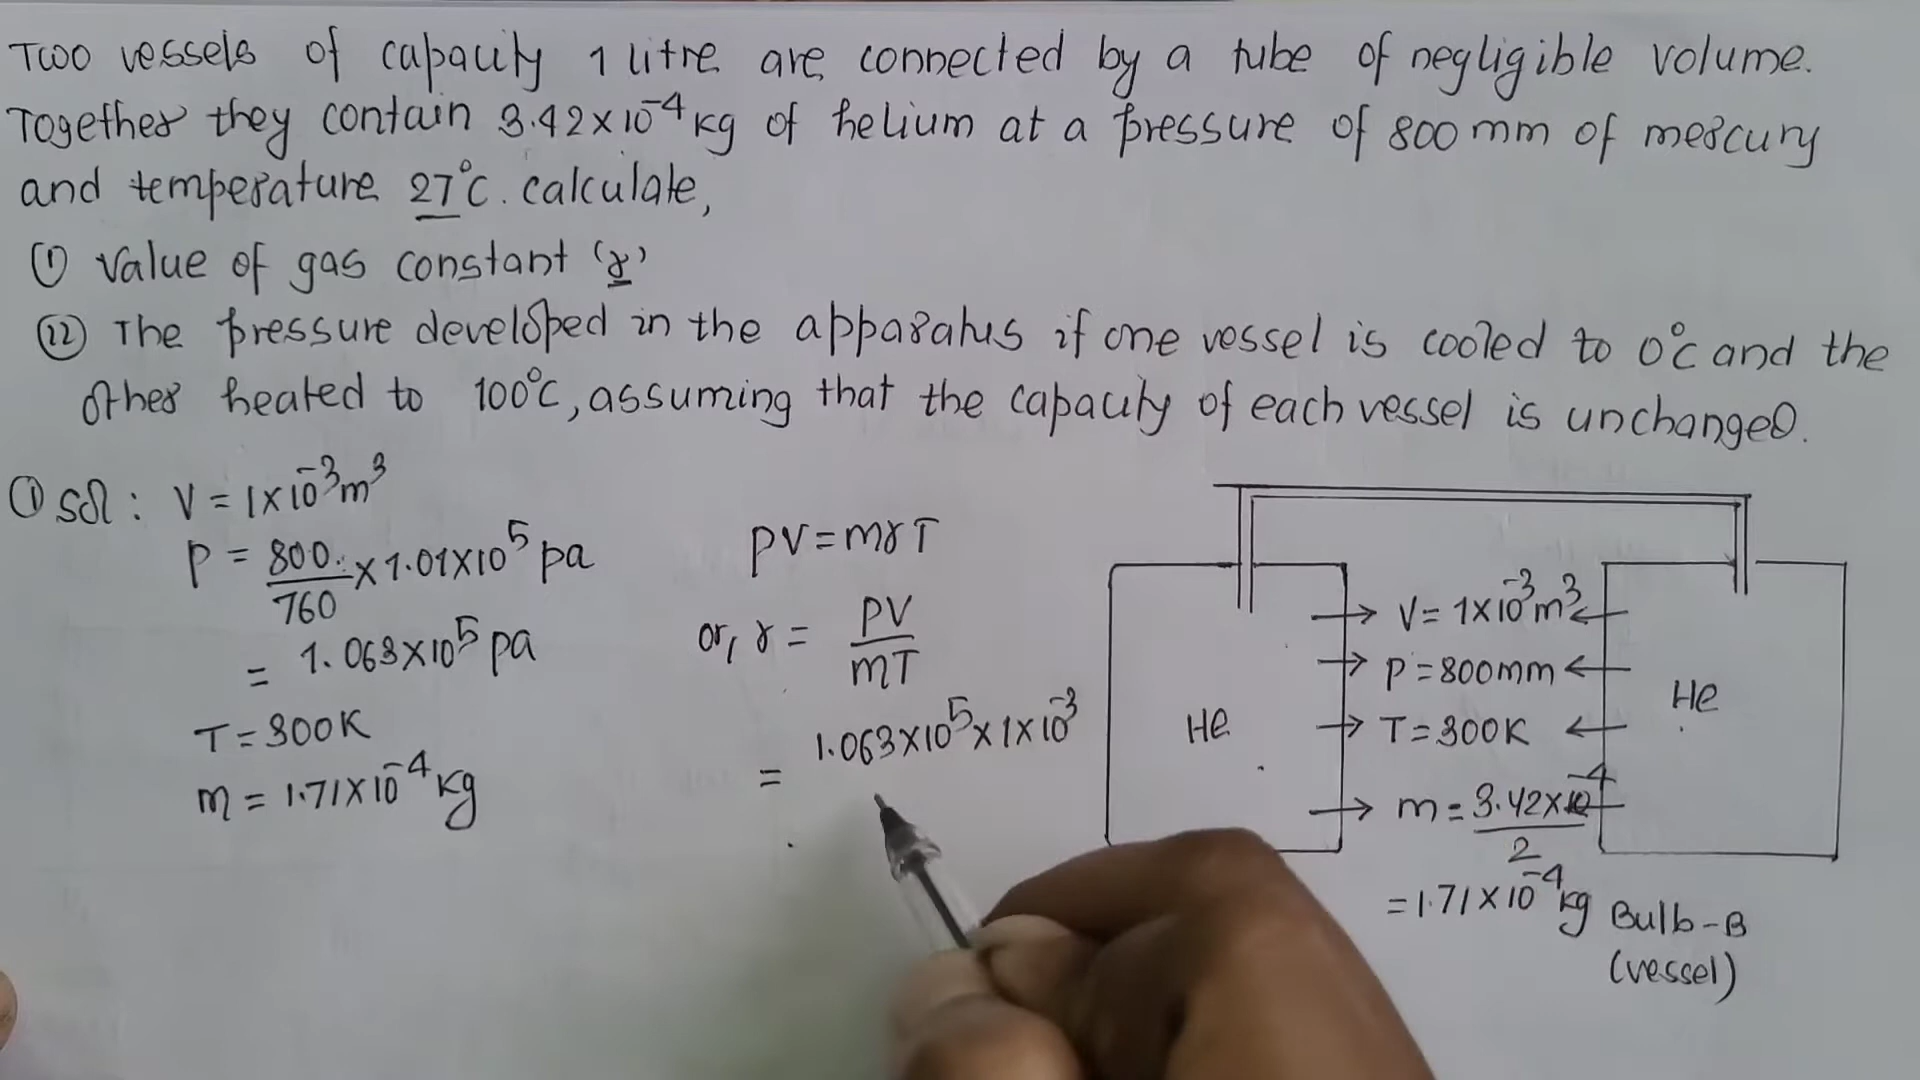 Two vessels of capacity 1 litre are connected by a tube of negligible volume.
Together they contain 3.42×10⁻⁴ kg of helium at a pressure of 800 mm of mercury
and temperature 27°C. calculate,
(i) Value of gas constant 'r'
(ii) The pressure developed in the apparatus if one vessel is cooled to 0°C and the
other heated to 100°C, assuming that the capacity of each vessel is unchanged.
(i) Sol: V = 1×10⁻³m³
P = 800/760 × 1.01×10⁵ pa
= 1.063×10⁵ pa
T = 300K
m = 1.71×10⁻⁴ kg
PV = mrT
or, r = PV/mT
= 1.063×10⁵×1×10⁻³
He
V = 1×10⁻³m³
P = 800mm
T = 300K
m = 3.42×10⁻⁴/2
= 1.71×10⁻⁴ kg
He
Bulb-B
(vessel)